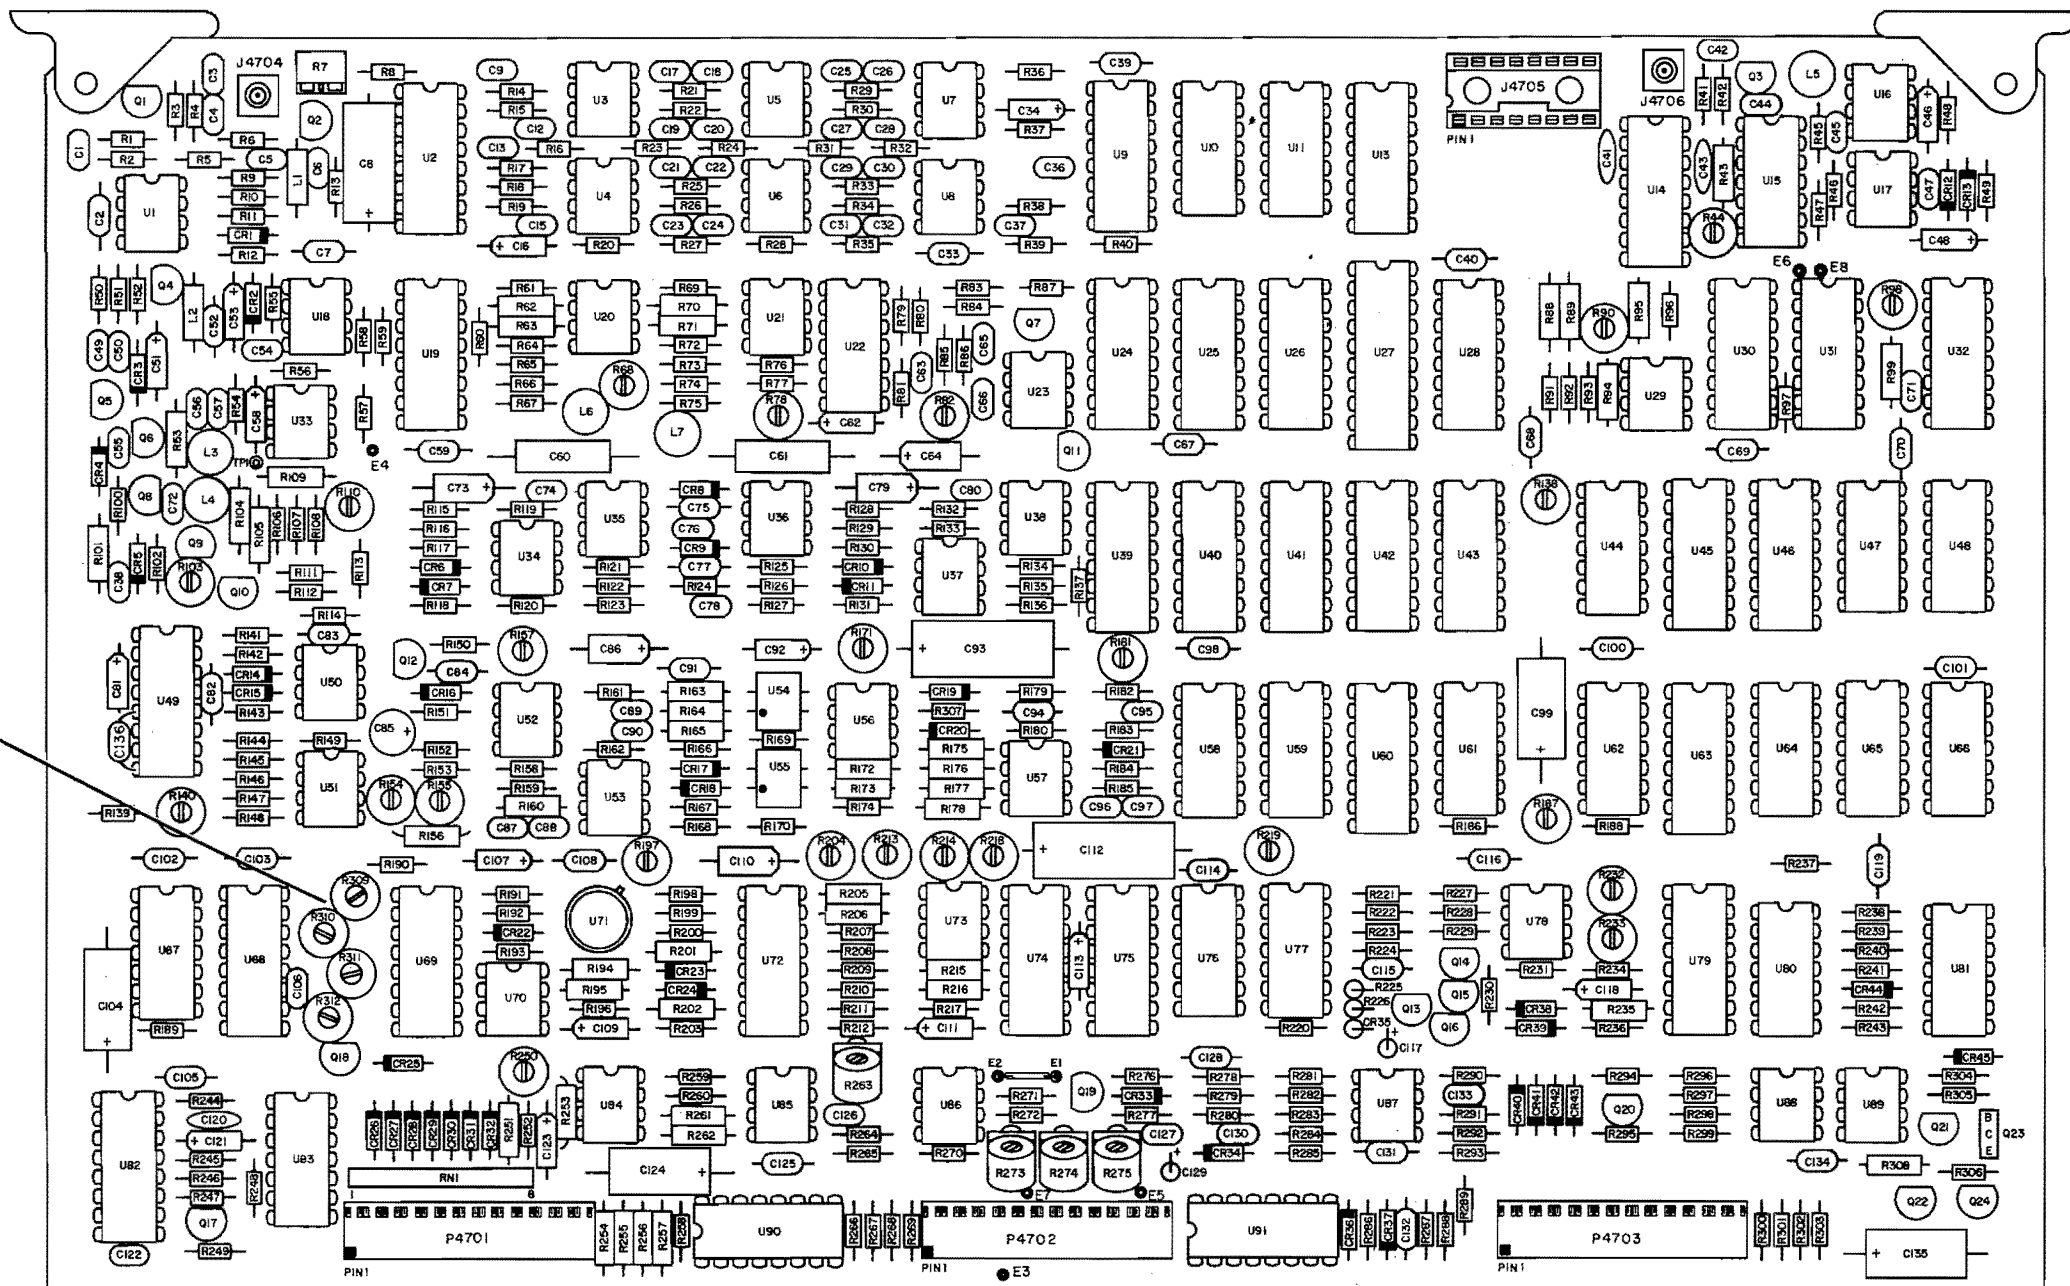 J4704 R7 R8 C9 C17 C18 C25 C26 R36 C39 J4705 PIN1 J4706 C42 Q3 L5
C3 Q1 R3 R4 C4 Q2 R14 U3 R21 U5 R29 U7 C34 R41 R42 C44 U16 C46 R48
R15 R22 R30 C12 C19 C20 C27 C28 R37 R45 C45
C1 R1 R6 C8 U2 C13 R16 R23 R24 R31 R32 U9 U10 U11 U13 C41
R2 R5 C5 L1 C6 R13 R17 C21 C22 C29 C30 C36 C43 R43 U14 U15 R46 U17 C47 CR12 CR13 R49
R9 R10 R18 U4 R25 U6 R33 U8 R47
C2 U1 R11 R19 R26 R34 R38
CR1 C15 C23 C24 C31 C32 C37 R44
R12 C7 C16 R20 R27 R28 R35 C33 R39 R40 C48
C40 E6 E8
R50 R51 R52 Q4 L2 C52 C53 CR2 R55 U18 R61 R69 R83 R87 R98
R62 U20 R70 U21 R79 R80 R84 R88 R89 R90 R95 R96
R58 R59 U19 R60 R63 R71 U22 Q7
C49 C50 CR3 C51 C54 R64 R72 R85 R86 C65 U24 U25 U26 U27 U28 U30 U31 U32
R56 R65 R73 R76 R81 C63 R99 C71
Q5 R66 R68 R74 R77 C66 U23 R91 R92 R93 R94 U29 R97
C56 C57 R54 C58 U33 R57 R67 L6 R75 R78 R82
Q6 R53 C62 L7
C55 CR4 L3 TP1 E4 C59 C60 C61 C64 Q11 C67 C68 C69 C70
R109
R100 Q8 C72 L4 R104 R110 C73 C74 CR8 C79 C80 R138
R105 R106 R107 R108 R115 R119 U35 C75 U36 R128 R132 U38
R116 C76 R129 R133
R101 CR5 R102 Q9 R117 U34 CR9 R130 U39 U40 U41 U42 U43 U44 U45 U46 U47 U48
C38 R103 R111 R113 CR6 R121 C77 R125 CR10 U37 R134
Q10 R112 CR7 R122 R124 R126 CR11 R135 R137
R118 R120 R123 C78 R127 R131 R136
R114
C83
R141 Q12 R150 R157 C86 C92 R171 C93 R181 C98 C100
R142 C84 C91 C101
C81 C82 CR14 U50 R161 R163 U54 CR19 R179 R182
U49 CR15 CR16 C99
R143 R151 U52 C89 R164 U56 R307 C94 C95
C136 C85 C90 R165 CR20 R180 R183
R144 R149 R152 R162 R166 R169 R175 CR21 U58 U59 U60 U61 U62 U63 U64 U65 U66
R145 R153 R158 CR17 U55 R172 R176 U57 R184
R146 U51 R154 R155 R159 U53 CR18 R173 R177 R185
R139 R140 R147 R160 R167 R174 R178 C96 C97
R148 R156 C87 C88 R168 R170 R186 R187 R188
C102 C103 R190 C107 C108 R197 C110 R204 R213 R214 R218 C112 C114 R219 C116 R237 C119
R309 R191 R198 R205 R221 R227 R232
R310 R192 U71 R199 R206 U73 R222 R228 U78 R238
U67 U68 CR22 R200 R207 C113 R223 R229 R233 R239
R193 R201 R208 R224 R240
R311 U69 R194 CR23 U72 R209 R215 U74 U75 U76 U77 C115 Q14 R231 R234 U79 U80 R241 U81
C104 C106 U70 R195 CR24 R210 R216 R225 Q15 R230 C118 CR44
R312 R196 R202 R211 R217 R226 Q13 CR38 R235 R242
R189 C109 R203 R212 C111 R220 CR35 Q16 CR39 R236 R243
Q18 CR25 R250 R263 E2 E1 C128 C117 CR45
C105 R253 R259 R276 R278 R281 R290 R294 R296 R304
R244 U84 R260 U85 U86 R271 Q19 CR33 R279 R282 U87 C133 CR40 CR41 CR42 CR43 R297 U88 U89 R305
C120 CR26 CR27 CR28 CR29 CR30 CR31 CR32 R251 R252 C123 R261 C126 R272 R277 R280 R283 R291 Q20 R298 B C E Q23
C121 R262 R264 C127 C130 R284 R292 R295 R299 Q21
U82 R245 U83 R265 R270 CR34 R285 C131 R293 C134
R246 R248 C124 C125 R273 R274 R275 C129 R308 R306
R247 RN1 1 8 E7 E5 R289 Q22 Q24
Q17 P4701 R254 R255 R256 R257 R258 U90 R266 R267 R268 R269 P4702 U91 CR36 R286 CR37 C132 R287 R288 P4703 R300 R301 R302 R303
C122 R249 C135
PIN1 PIN1 E3 PIN1